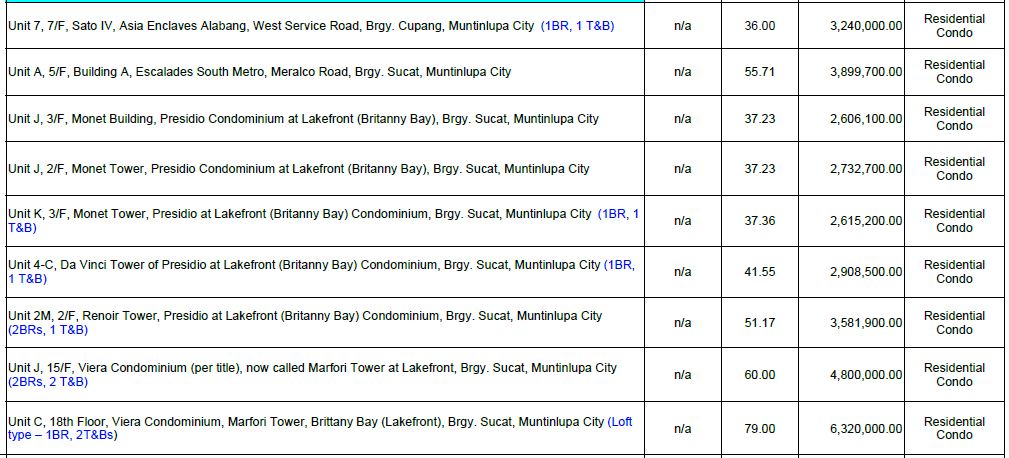 Unit 7, 7/F, Sato IV, Asia Enclaves Alabang, West Service Road, Brgy. Cupang, Muntinlupa City (1BR, 1 T&B) n/a 36.00 3,240,000.00 Residential
Condo
Unit A, 5/F, Building A, Escalades South Metro, Meralco Road, Brgy. Sucat, Muntinlupa City n/a 55.71 3,899,700.00 Residential
Condo
Unit J, 3/F, Monet Building, Presidio Condominium at Lakefront (Britanny Bay), Brgy. Sucat, Muntinlupa City n/a 37.23 2,606,100.00 Residential
Condo
Unit J, 2/F, Monet Tower, Presidio Condominium at Lakefront (Britanny Bay), Brgy. Sucat, Muntinlupa City n/a 37.23 2,732,700.00 Residential
Condo
Unit K, 3/F, Monet Tower, Presidio at Lakefront (Britanny Bay) Condominium, Brgy. Sucat, Muntinlupa City (1BR, 1
T&B) n/a 37.36 2,615,200.00 Residential
Condo
Unit 4-C, Da Vinci Tower of Presidio at Lakefront (Britanny Bay) Condominium, Brgy. Sucat, Muntinlupa City (1BR,
1 T&B) n/a 41.55 2,908,500.00 Residential
Condo
Unit 2M, 2/F, Renoir Tower, Presidio at Lakefront (Britanny Bay) Condominium, Brgy. Sucat, Muntinlupa City
(2BRs, 1 T&B) n/a 51.17 3,581,900.00 Residential
Condo
Unit J, 15/F, Viera Condominium (per title), now called Marfori Tower at Lakefront, Brgy. Sucat, Muntinlupa City
(2BRs, 2 T&B) n/a 60.00 4,800,000.00 Residential
Condo
Unit C, 18th Floor, Viera Condominium, Marfori Tower, Brittany Bay (Lakefront), Brgy. Sucat, Muntinlupa City (Loft
type – 1BR, 2T&Bs) n/a 79.00 6,320,000.00 Residential
Condo